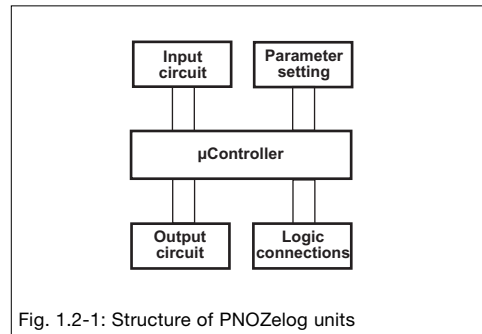 Input
circuit
Parameter
setting
µController
Output
circuit
Logic
connections
Fig. 1.2-1: Structure of PNOZelog units